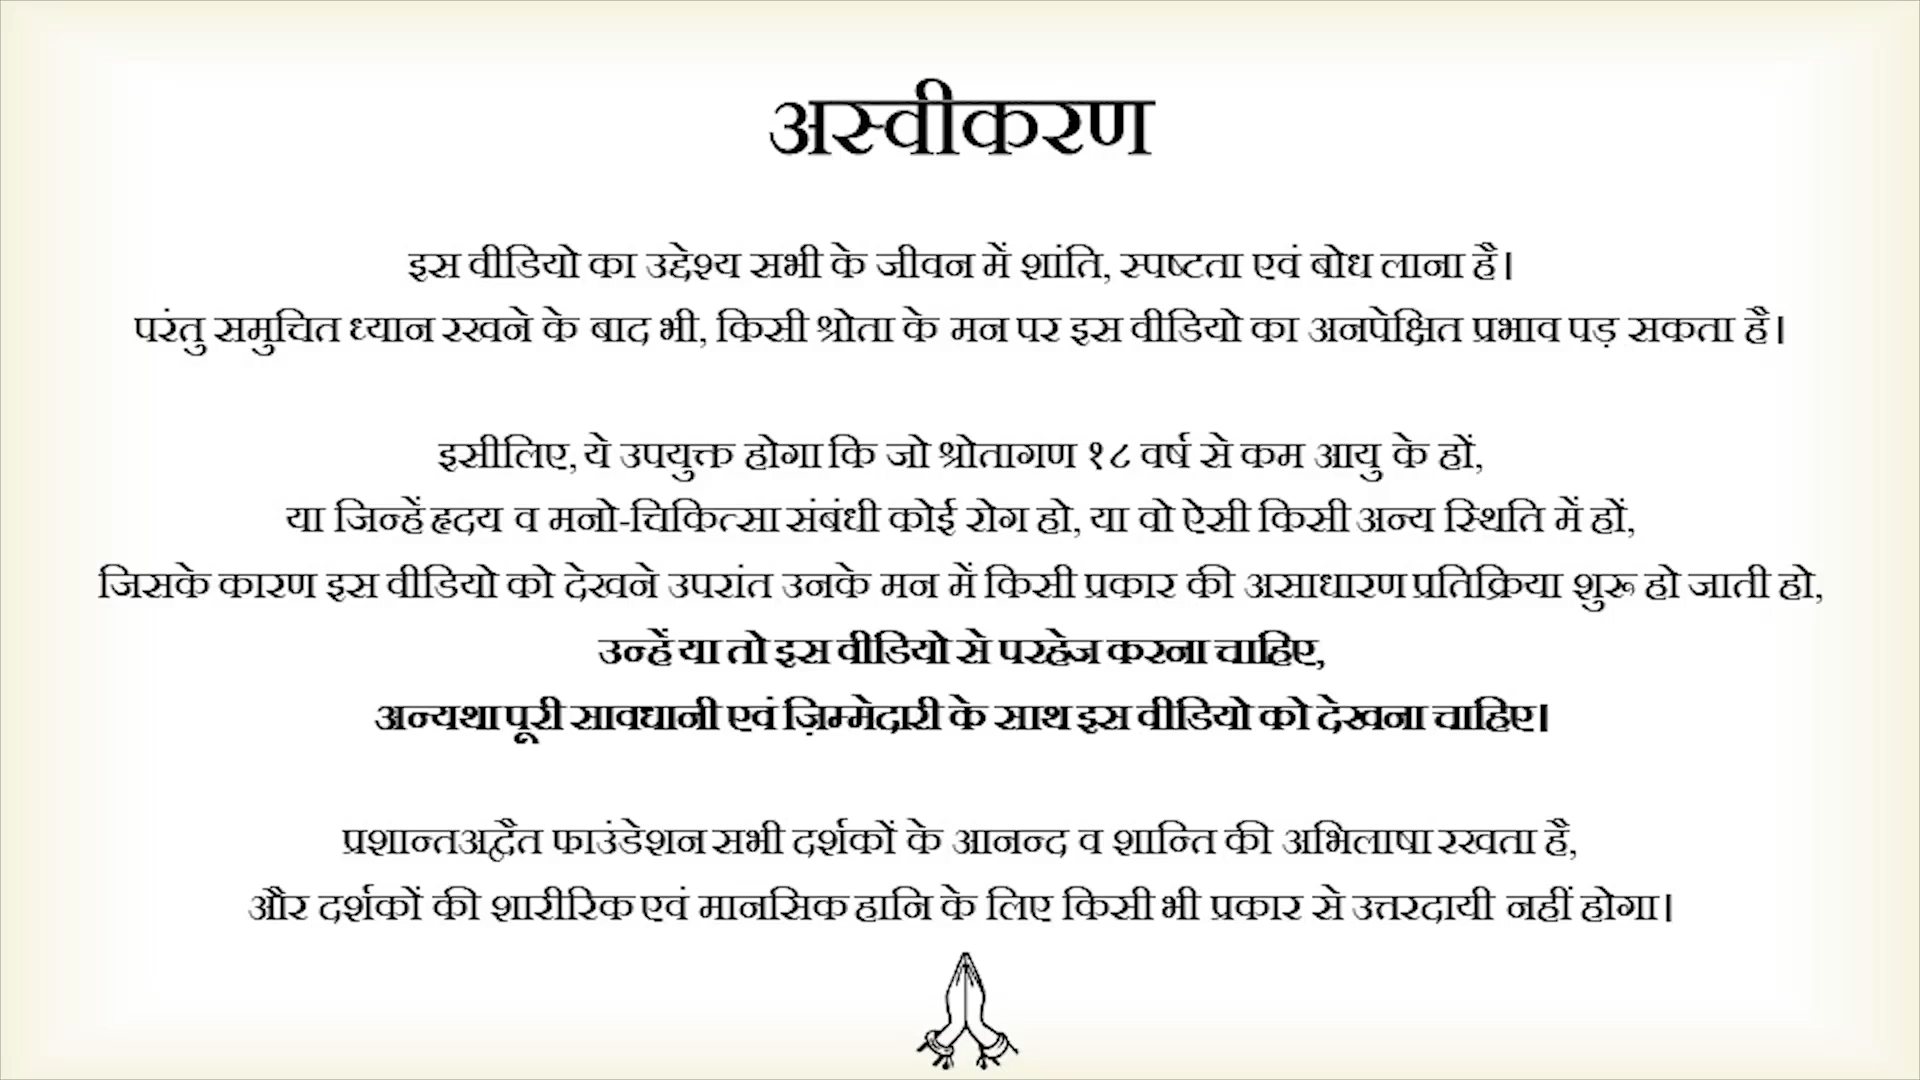 अस्वीकरण
इस वीडियो का उद्देश्य सभी के जीवन में शांति, स्पष्टता एवं बोध लाना है।
परंतु समुचित ध्यान रखने के बाद भी, किसी श्रोता के मन पर इस वीडियो का अनपेक्षित प्रभाव पड़ सकता है।
इसीलिए, ये उपयुक्त होगा कि जो श्रोतागण १८ वर्ष से कम आयु के हों,
या जिन्हें हृदय व मनो-चिकित्सा संबंधी कोई रोग हो, या वो ऐसी किसी अन्य स्थिति में हों,
जिसके कारण इस वीडियो को देखने उपरांत उनके मन में किसी प्रकार की असाधारण प्रतिक्रिया शुरू हो जाती हो,
उन्हें या तो इस वीडियो से परहेज करना चाहिए,
अन्यथा पूरी सावधानी एवं ज़िम्मेदारी के साथ इस वीडियो को देखना चाहिए।
प्रशान्तअद्वैत फाउंडेशन सभी दर्शकों के आनन्द व शान्ति की अभिलाषा रखता है,
और दर्शकों की शारीरिक एवं मानसिक हानि के लिए किसी भी प्रकार से उत्तरदायी नहीं होगा।